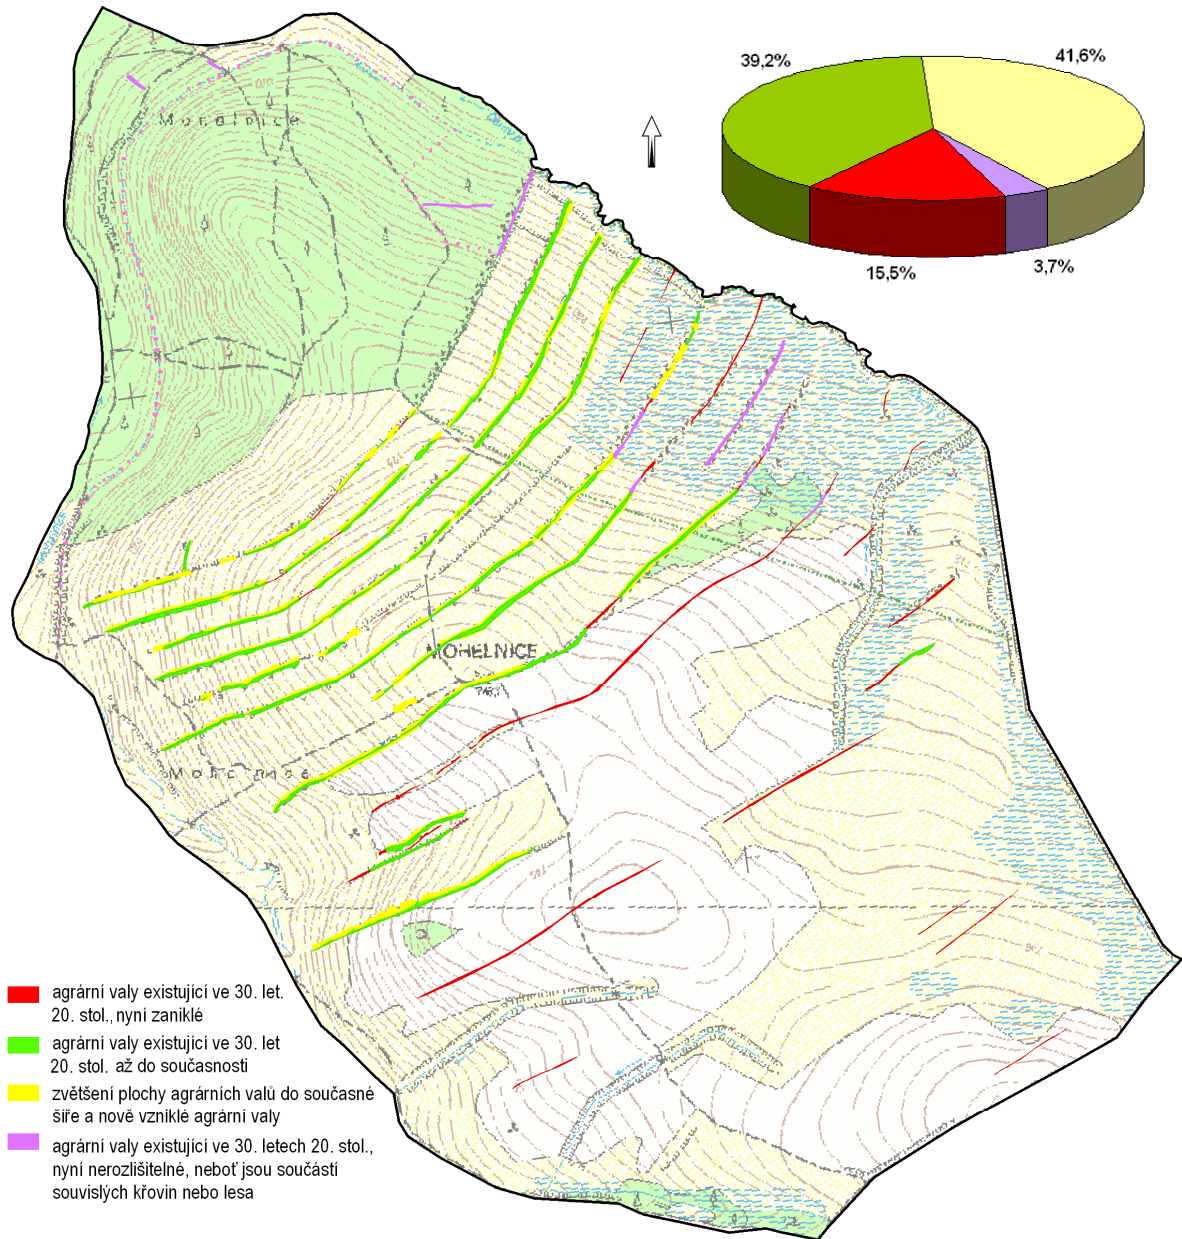 39,2%
41,6%
15,5%
3,7%
MOHELNICE
agrární valy existující ve 30. let.
20. stol., nyní zaniklé
agrární valy existující ve 30. let
20. stol. až do současnosti
zvětšení plochy agrárních valů do současné
šíře a nově vzniklé agrární valy
agrární valy existující ve 30. letech 20. stol.,
nyní nerozlišitelné, neboť jsou součástí
souvislých křovin nebo lesa